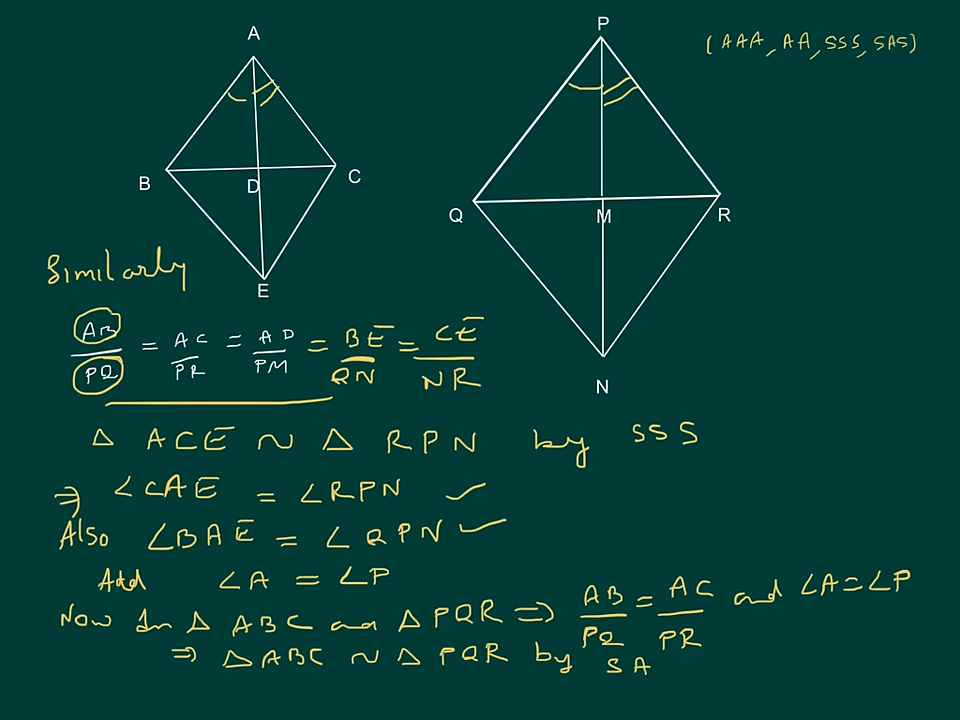 A
P
(AAA, AA, SSS, SAS)
B
D
C
Q
M
R
E
N
Similarly
AB/PQ = AC/PR = AD/PM = BE/QN = CE/NR
Δ ACE ~ Δ RPN by SSS
⇒ ∠CAE = ∠RPN ✓
Also ∠BAE = ∠QPN ✓
Add ∠A = ∠P
Now In Δ ABC and Δ PQR ⇒ AB/PQ = AC/PR and ∠A=∠P
⇒ ΔABC ~ Δ PQR by SA